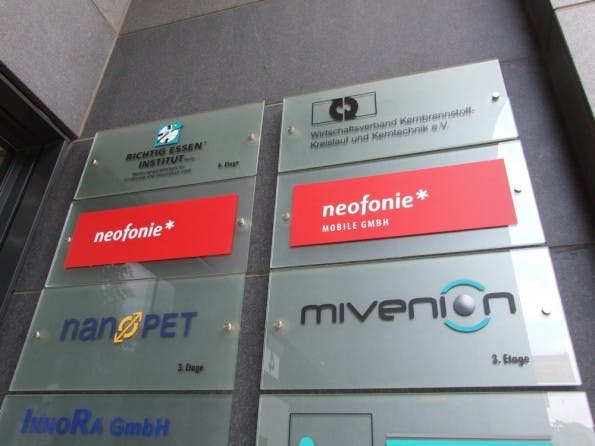 RICHTIG ESSEN
INSTITUT
4. Etage
neofonie*
nanoPET
3. Etage
INNORA GmbH
Wirtschaftsverband Kernbrennstoff-
Kreislauf und Kerntechnik e.V.
neofonie*
MOBILE GMBH
mivenion
3. Etage